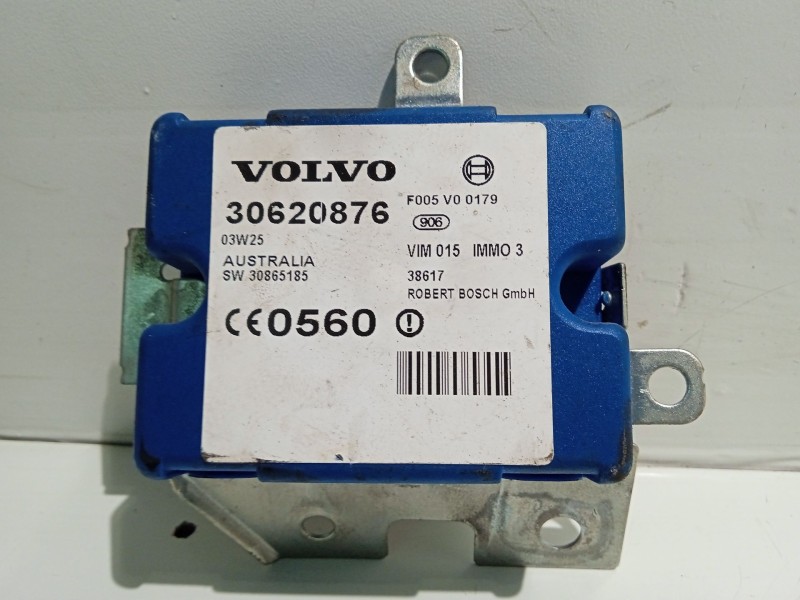 VOLVO
30620876
03W25
AUSTRALIA
SW 30865185
CE0560
F005 V0 0179
906
VIM 015 IMMO 3
38617
ROBERT BOSCH GmbH